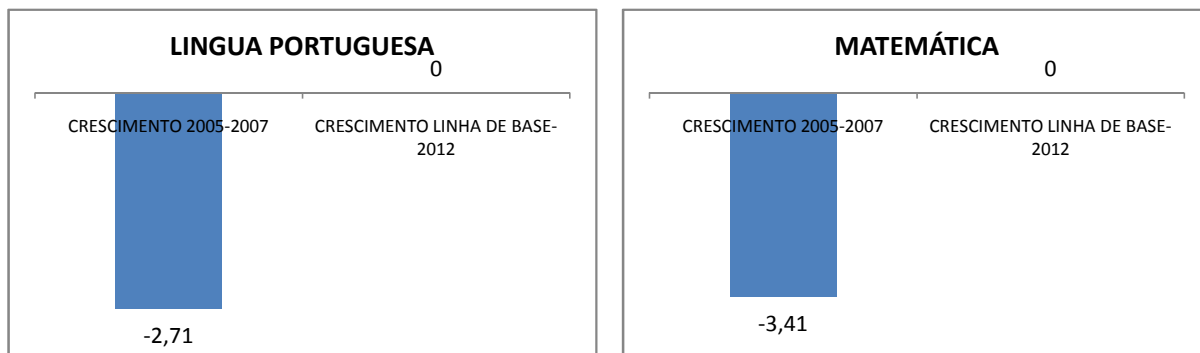 LINGUA PORTUGUESA
0
CRESCIMENTO 2005-2007
CRESCIMENTO LINHA DE BASE-
2012
-2,71
MATEMÁTICA
0
CRESCIMENTO 2005-2007
CRESCIMENTO LINHA DE BASE-
2012
-3,41